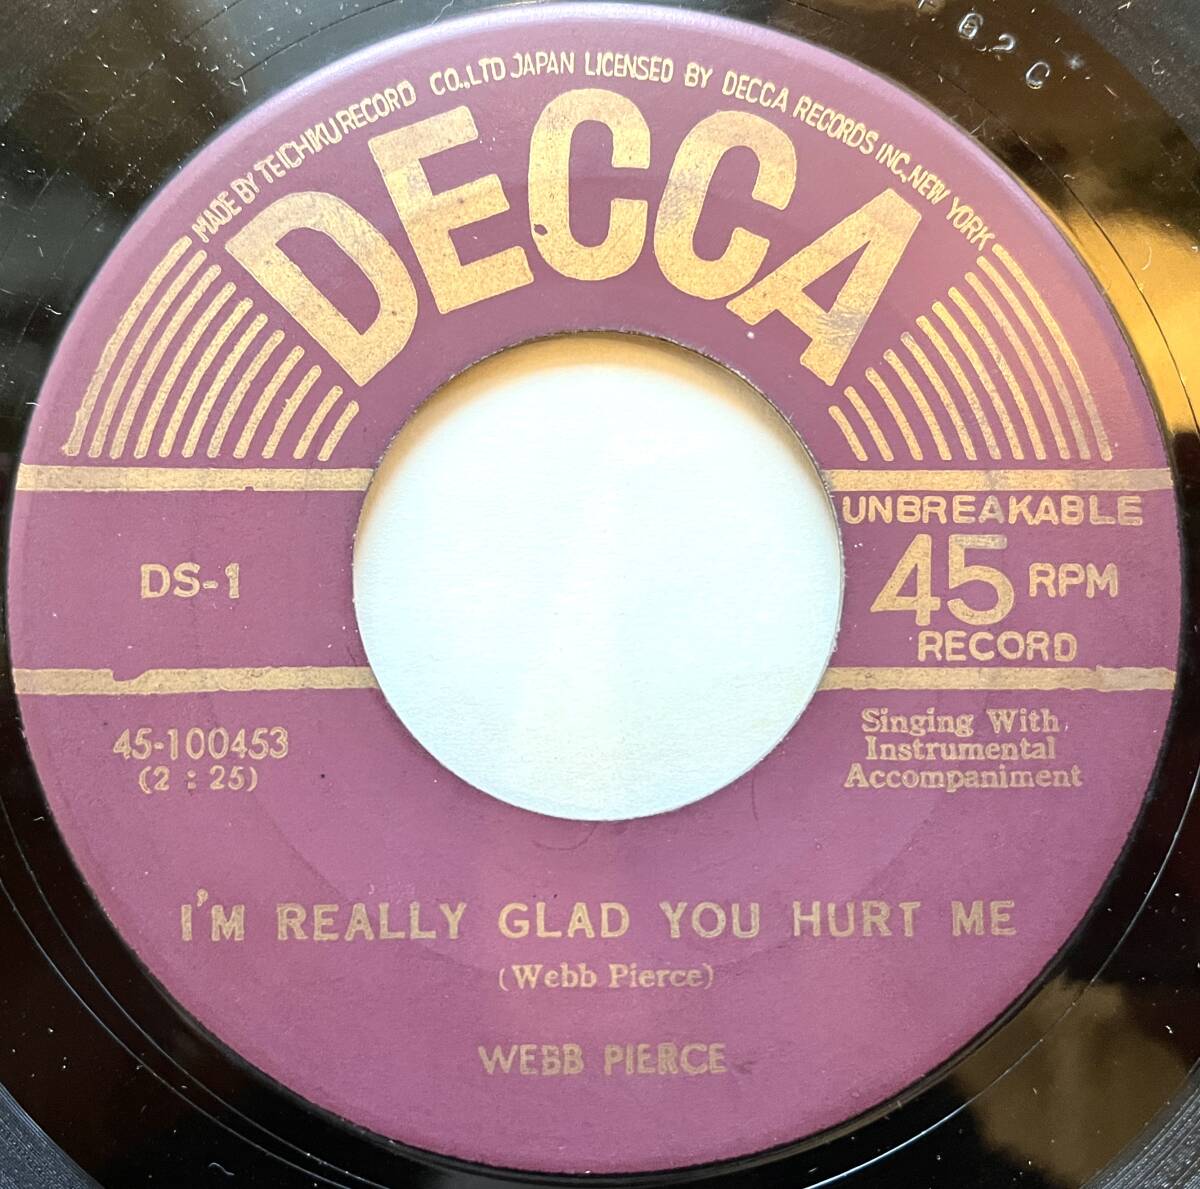 F 62C *
MADE BY TEICHIKU RECORD CO.,LTD JAPAN LICENSED BY DECCA RECORDS INC., NEW YORK
DECCA
DS-1
UNBREAKABLE
45 RPM
RECORD
45-100453
(2 : 25)
Singing With
Instrumental
Accompaniment
I'M REALLY GLAD YOU HURT ME
(Webb Pierce)
WEBB PIERCE